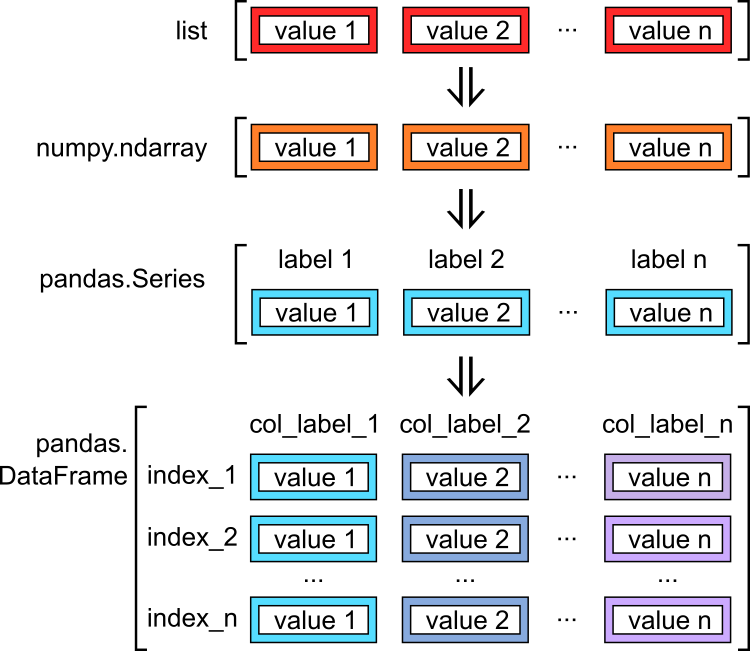 list value 1 value 2 ... value n
numpy.ndarray value 1 value 2 ... value n
label 1 label 2 label n
pandas.Series
value 1 value 2 ... value n
col_label_1 col_label_2 col_label_n
pandas.
DataFrame
index_1 value 1 value 2 ... value n
index_2 value 1 value 2 ... value n
... ... ...
index_n value 1 value 2 ... value n